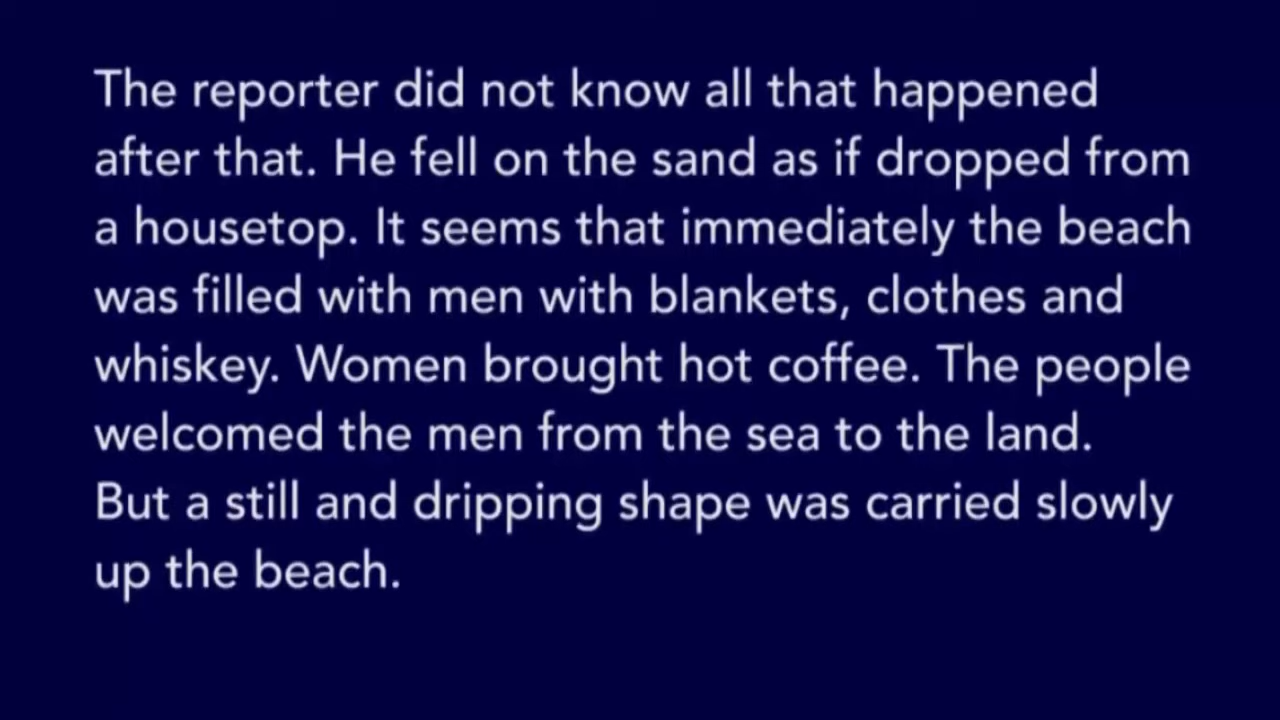 The reporter did not know all that happened
after that. He fell on the sand as if dropped from
a housetop. It seems that immediately the beach
was filled with men with blankets, clothes and
whiskey. Women brought hot coffee. The people
welcomed the men from the sea to the land.
But a still and dripping shape was carried slowly
up the beach.